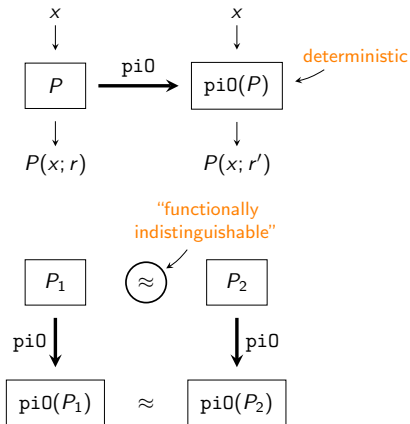 x x
piO deterministic
P piO(P)
P(x; r) P(x; r′)
“functionally
indistinguishable”
P₁ ≈ P₂
piO piO
piO(P₁) ≈ piO(P₂)